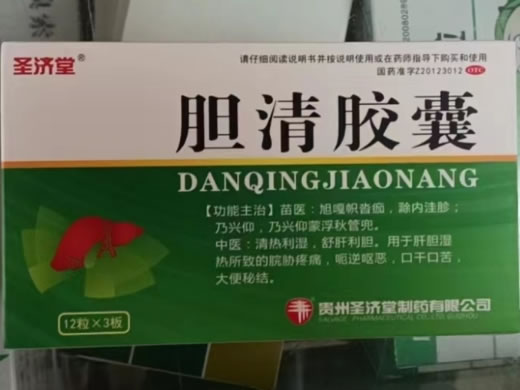 圣济堂®
请仔细阅读说明书并按说明使用或在药师指导下购买和使用
国药准字Z20123012 OTC
胆清胶囊
DANQINGJIAONANG
【功能主治】苗医：旭嘎帜沓痂，滁内洼胗；
乃兴仰，乃兴仰蒙浮秋管兜。
中医：清热利湿，舒肝利胆。用于肝胆湿
热所致的脘胁疼痛，呃逆呕恶，口干口苦，
大便秘结。
12粒×3板
贵州圣济堂制药有限公司